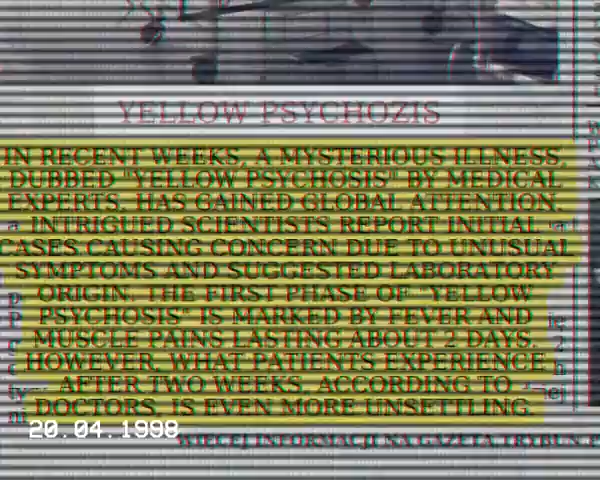 YELLOW PSYCHOZIS
IN RECENT WEEKS, A MYSTERIOUS ILLNESS,
DUBBED "YELLOW PSYCHOSIS" BY MEDICAL
EXPERTS, HAS GAINED GLOBAL ATTENTION.
INTRIGUED SCIENTISTS REPORT INITIAL
CASES CAUSING CONCERN DUE TO UNUSUAL
SYMPTOMS AND SUGGESTED LABORATORY
ORIGIN. THE FIRST PHASE OF "YELLOW
PSYCHOSIS" IS MARKED BY FEVER AND
MUSCLE PAINS LASTING ABOUT 2 DAYS.
HOWEVER, WHAT PATIENTS EXPERIENCE
AFTER TWO WEEKS, ACCORDING TO
DOCTORS, IS EVEN MORE UNSETTLING
20.04.1998
WIĘCEJ INFORMACJI NA GAZETA.TRYBUN